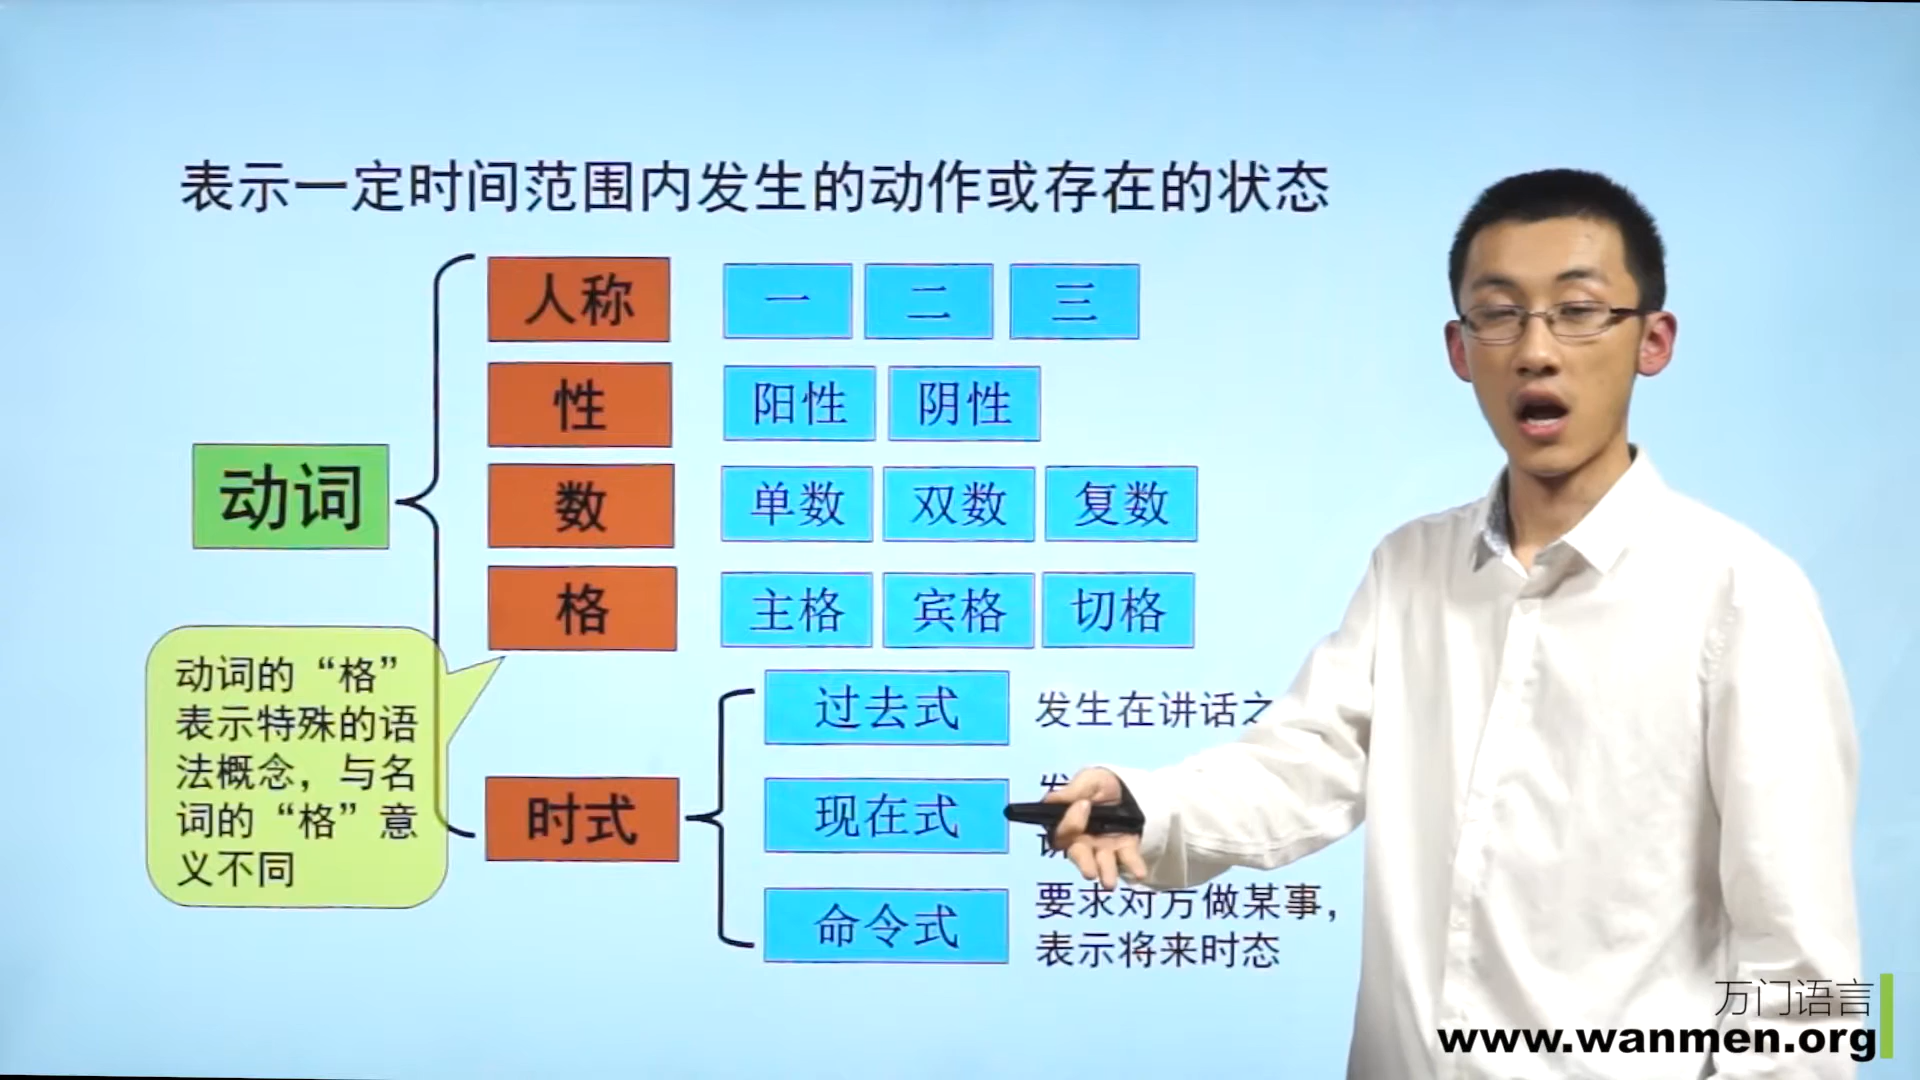 表示一定时间范围内发生的动作或存在的状态
人称
一
二
三
性
阳性
阴性
动词
数
单数
双数
复数
格
主格
宾格
切格
动词的“格”
表示特殊的语
法概念，与名
词的“格”意
义不同
时式
过去式
发生在讲话之
现在式
命令式
要求对方做某事，
表示将来时态
万门语言
www.wanmen.org